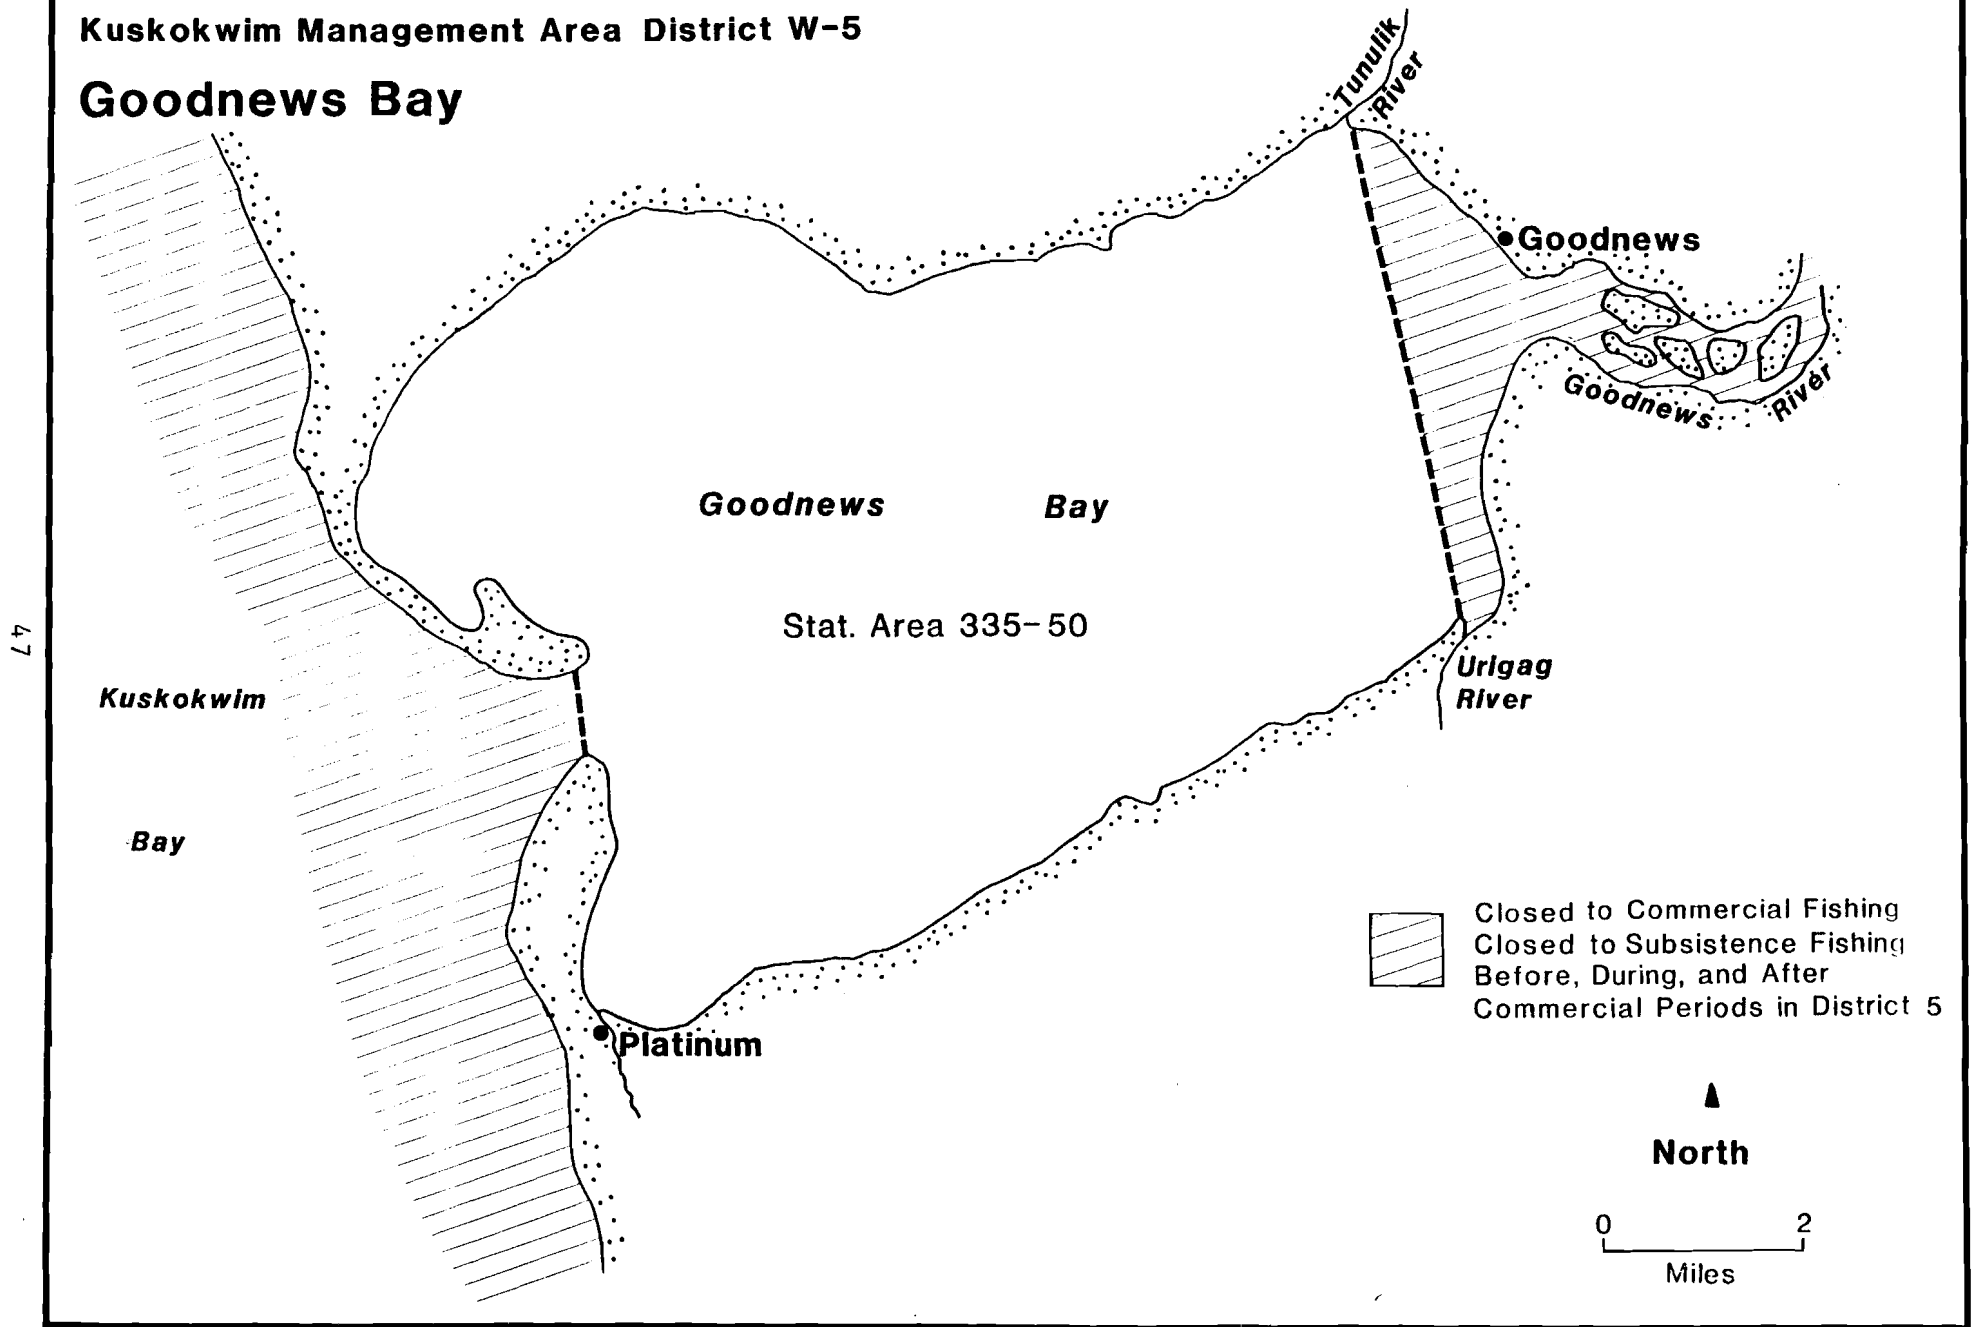 Kuskokwim Management Area District W-5
Goodnews Bay
Tunulik
River
Goodnews
Goodnews River
Goodnews Bay
Stat. Area 335-50
Urigag
River
Kuskokwim
Bay
Platinum
Closed to Commercial Fishing
Closed to Subsistence Fishing
Before, During, and After
Commercial Periods in District 5
North
0 2
Miles
47